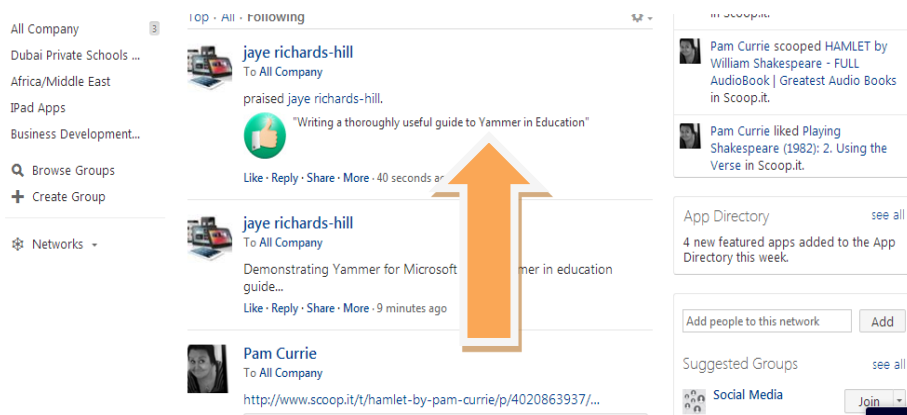 All Company 3
Dubai Private Schools ...
Africa/Middle East
IPad Apps
Business Development...
Browse Groups
Create Group
Networks
Top · All · Following
jaye richards-hill
To All Company
praised jaye richards-hill.
"Writing a thoroughly useful guide to Yammer in Education"
Like · Reply · Share · More · 40 seconds
jaye richards-hill
To All Company
Demonstrating Yammer for Microsoft in education
guide...
Like · Reply · Share · More · 9 minutes ago
Pam Currie
To All Company
http://www.scoop.it/t/hamlet-by-pam-currie/p/4020863937/...
in Scoop.it.
Pam Currie scooped HAMLET by
William Shakespeare - FULL
AudioBook | Greatest Audio Books
in Scoop.it.
Pam Currie liked Playing
Shakespeare (1982): 2. Using the
Verse in Scoop.it.
App Directory see all
4 new featured apps added to the App
Directory this week.
Add people to this network Add
Suggested Groups see all
Social Media Join